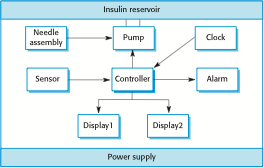 Insulin reservoir
Needle
assembly
Pump
Clock
Sensor
Controller
Alarm
Display1
Display2
Power supply